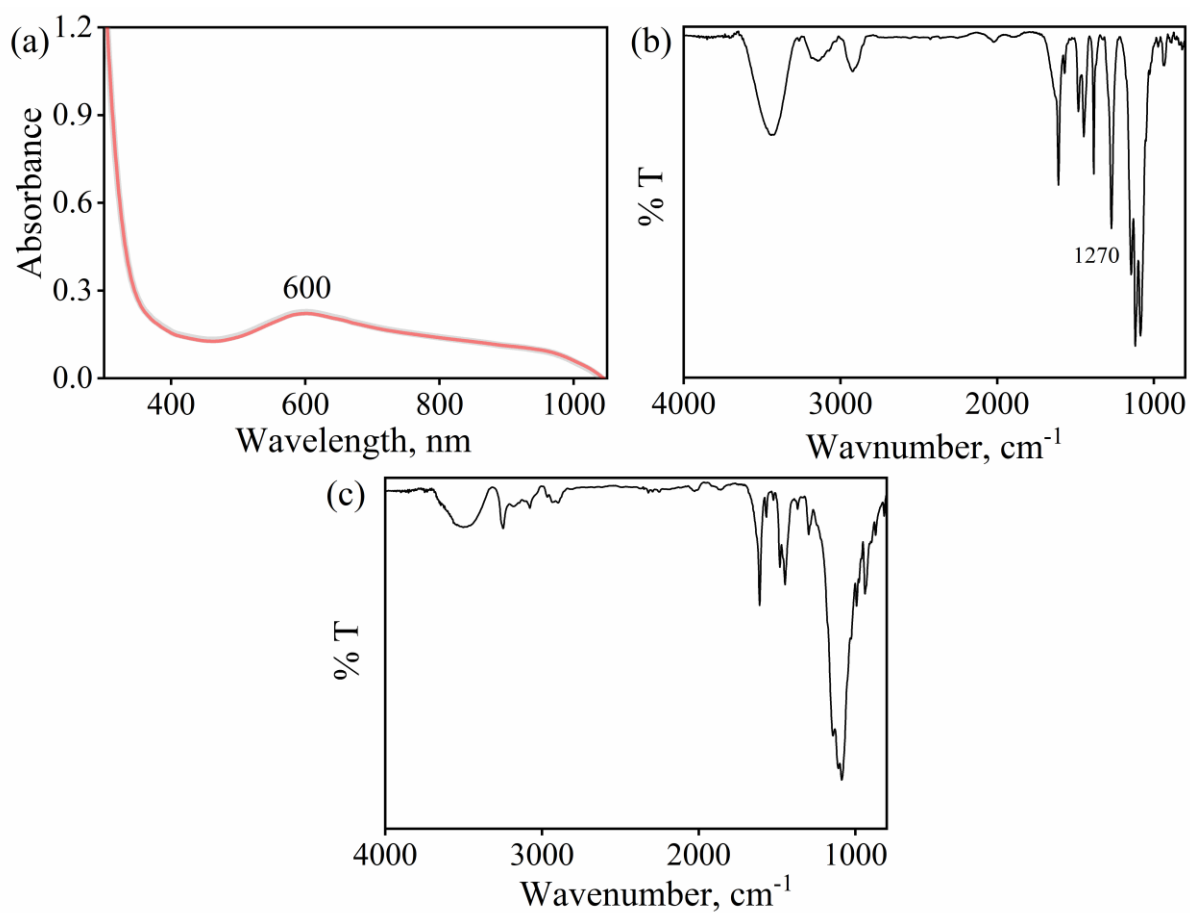 (a)
1.2
0.9
0.6
0.3
0.0
Absorbance
600
400 600 800 1000
Wavelength, nm
(b)
% T
1270
4000 3000 2000 1000
Wavnumber, cm-1
(c)
% T
4000 3000 2000 1000
Wavenumber, cm-1